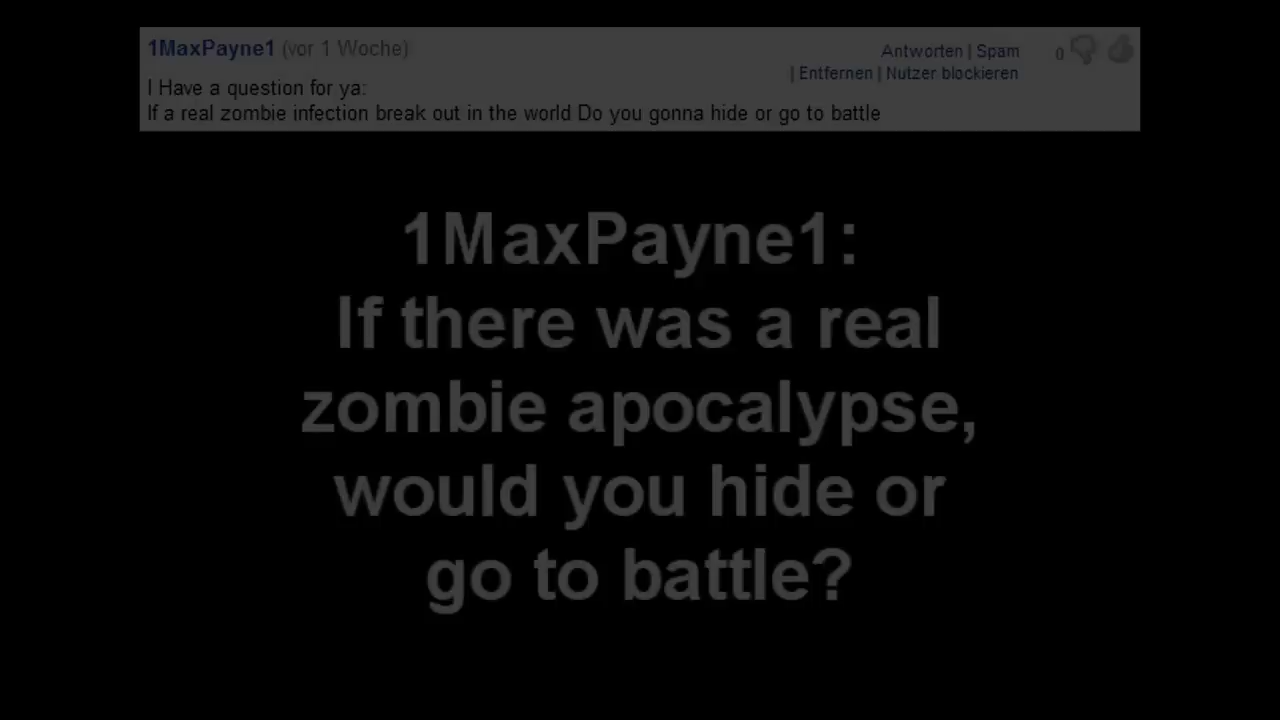 1MaxPayne1 (vor 1 Woche)
Antworten | Spam
0
| Entfernen | Nutzer blockieren
I Have a question for ya:
If a real zombie infection break out in the world Do you gonna hide or go to battle
1MaxPayne1:
If there was a real
zombie apocalypse,
would you hide or
go to battle?